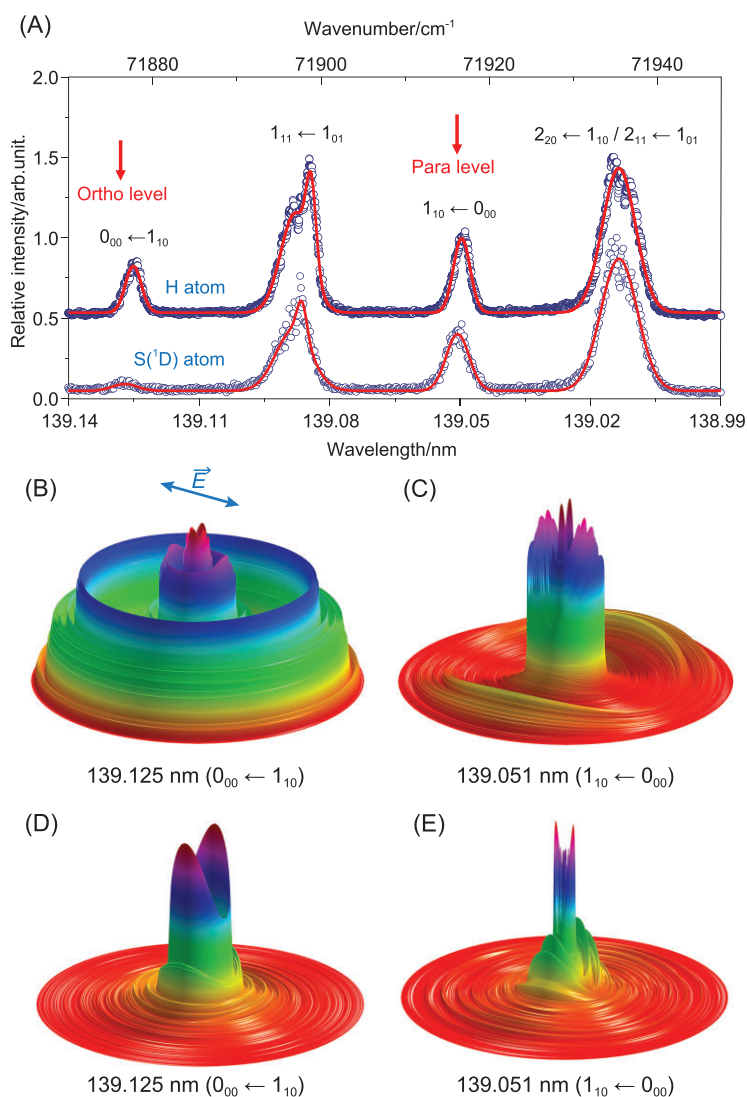 (A)
Wavenumber/cm⁻¹
71880 71900 71920 71940
2.0
1.5
1.0
0.5
0.0
Relative intensity/arb.unit.
1₁₁ ← 1₀₁
2₂₀ ← 1₁₀ / 2₁₁ ← 1₀₁
Ortho level
Para level
0₀₀ ← 1₁₀
1₁₀ ← 0₀₀
H atom
S(¹D) atom
139.14 139.11 139.08 139.05 139.02 138.99
Wavelength/nm
(B)
E⃗
(C)
139.125 nm (0₀₀ ← 1₁₀)
139.051 nm (1₁₀ ← 0₀₀)
(D)
(E)
139.125 nm (0₀₀ ← 1₁₀)
139.051 nm (1₁₀ ← 0₀₀)